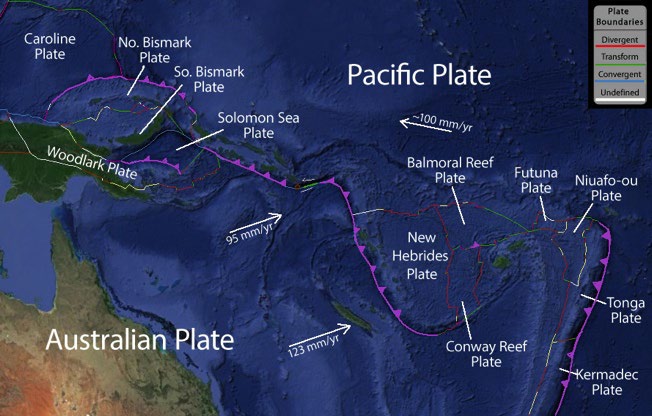 Caroline
Plate
No. Bismark
Plate
So. Bismark
Plate
Solomon Sea
Plate
Woodlark Plate
Pacific Plate
~100 mm/yr
95 mm/yr
123 mm/yr
Balmoral Reef
Plate
Futuna
Plate
Niuafo-ou
Plate
New
Hebrides
Plate
Tonga
Plate
Conway Reef
Plate
Kermadec
Plate
Australian Plate
Plate
Boundaries
Divergent
Transform
Convergent
Undefined